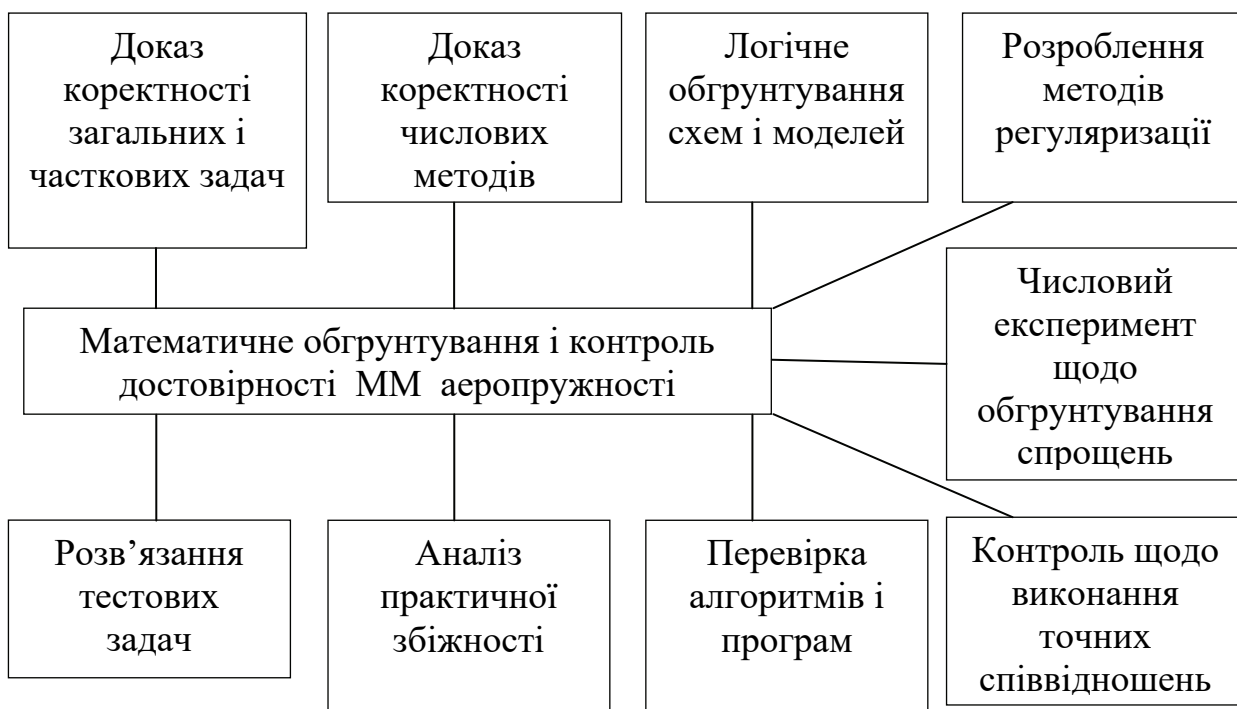 Доказ
коректності
загальних і
часткових задач
Доказ
коректності
числових
методів
Логічне
обгрунтування
схем і моделей
Розроблення
методів
регуляризації
Числовий
експеримент
щодо
обгрунтування
спрощень
Математичне обгрунтування і контроль
достовірності ММ аеропружності
Розв’язання
тестових
задач
Аналіз
практичної
збіжності
Перевірка
алгоритмів і
програм
Контроль щодо
виконання
точних
співвідношень